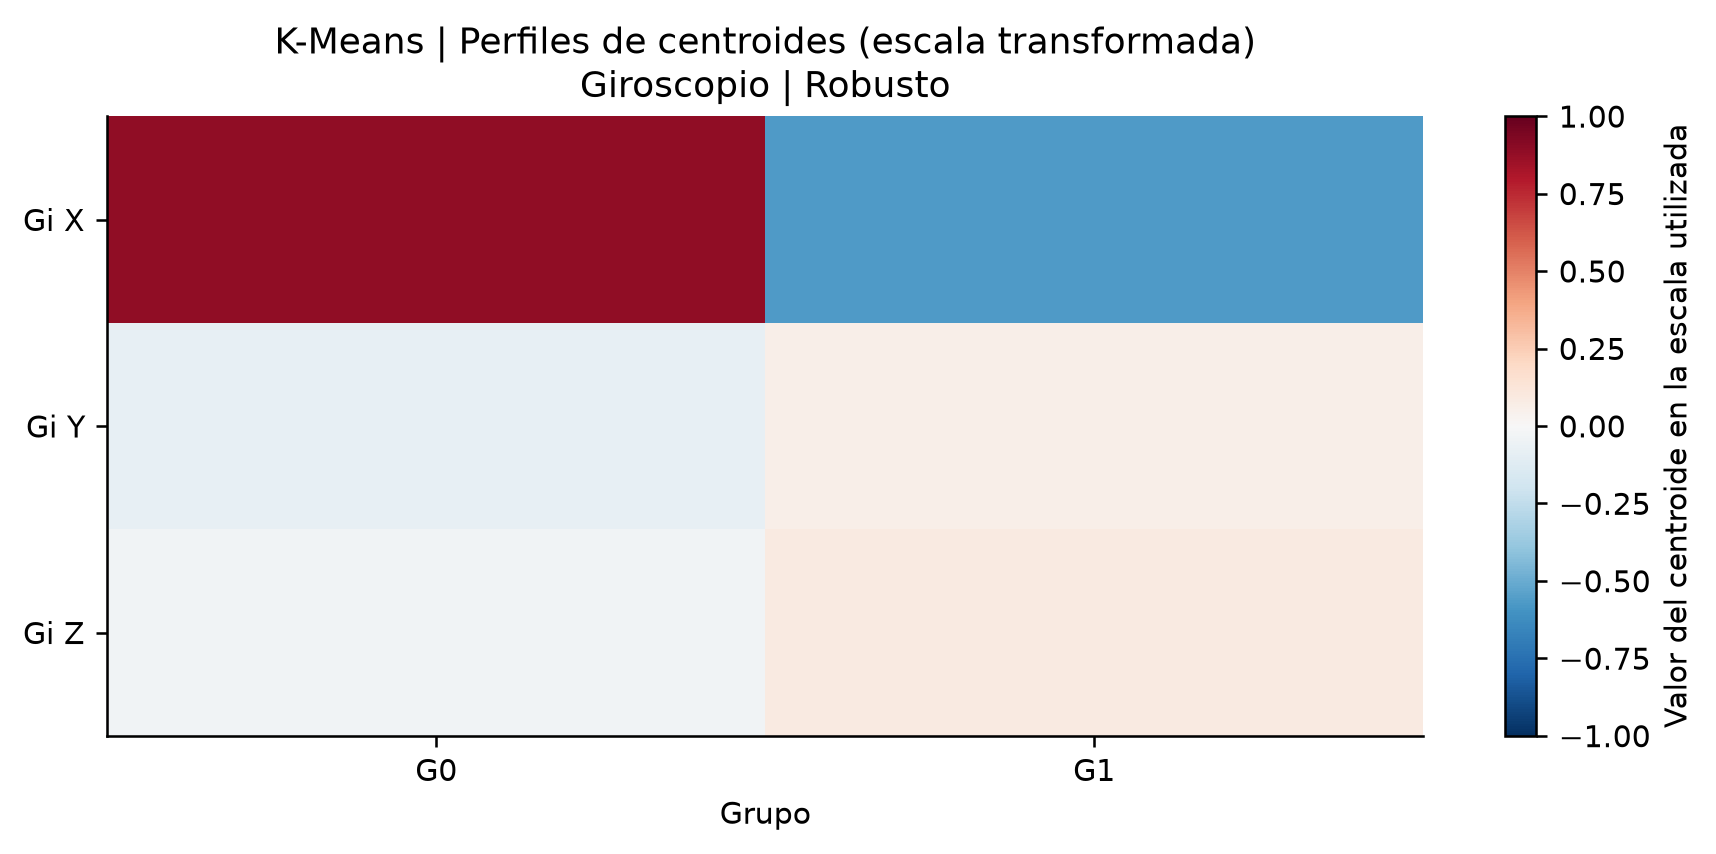 K-Means | Perfiles de centroides (escala transformada)
Giroscopio | Robusto
Gi X
Gi Y
Gi Z
G0
G1
Grupo
1.00
0.75
0.50
0.25
0.00
−0.25
−0.50
−0.75
−1.00
Valor del centroide en la escala utilizada